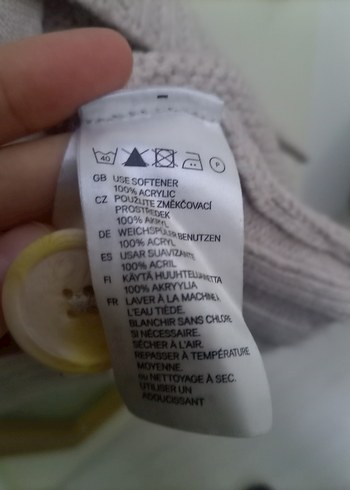 40 P
GB USE SOFTENER
100% ACRYLIC
CZ POUŽIJTE ZMĚKČOVACÍ
PROSTŘEDEK
100% AKRYL
DE WEICHSPÜLER BENUTZEN
100% ACRYL
ES USAR SUAVIZANTE
100% ACRIL
FI KÄYTÄ HUUHTELUAINETTA
100% AKRYYLIA
FR LAVER À LA MACHINE
L'EAU TIÈDE.
BLANCHIR SANS CHLORE
SI NÉCESSAIRE.
SÉCHER À L'AIR.
REPASSER À TEMPÉRATURE
MOYENNE.
ou NETTOYAGE À SEC.
UTILISER UN
ADOUCISSANT